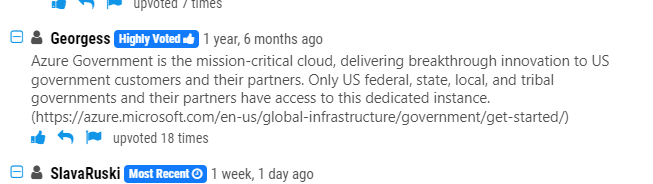 upvoted 7 times
Georgess Highly Voted 1 year, 6 months ago
Azure Government is the mission-critical cloud, delivering breakthrough innovation to US
government customers and their partners. Only US federal, state, local, and tribal
governments and their partners have access to this dedicated instance.
(https://azure.microsoft.com/en-us/global-infrastructure/government/get-started/)
upvoted 18 times
SlavaRuski Most Recent 1 week, 1 day ago